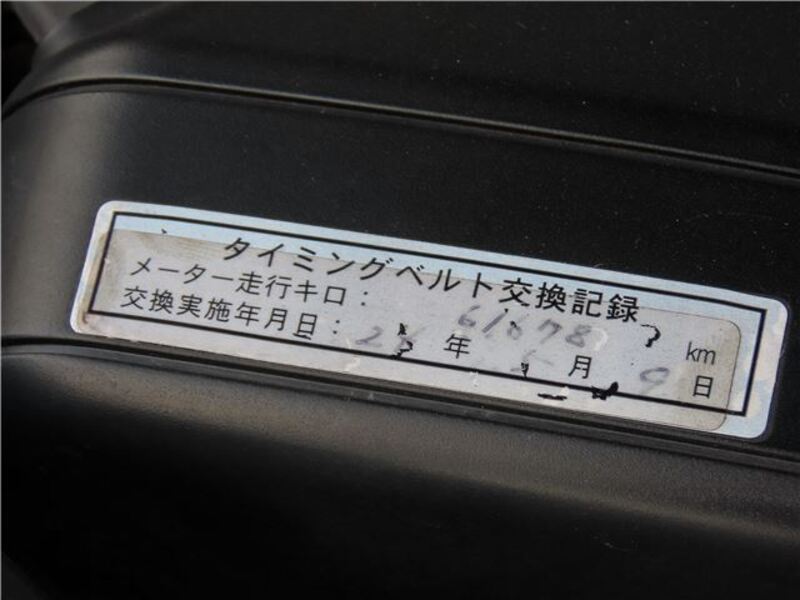 タイミングベルト交換記録
メーター走行キロ： 61678 km
交換実施年月日： 年 月 日